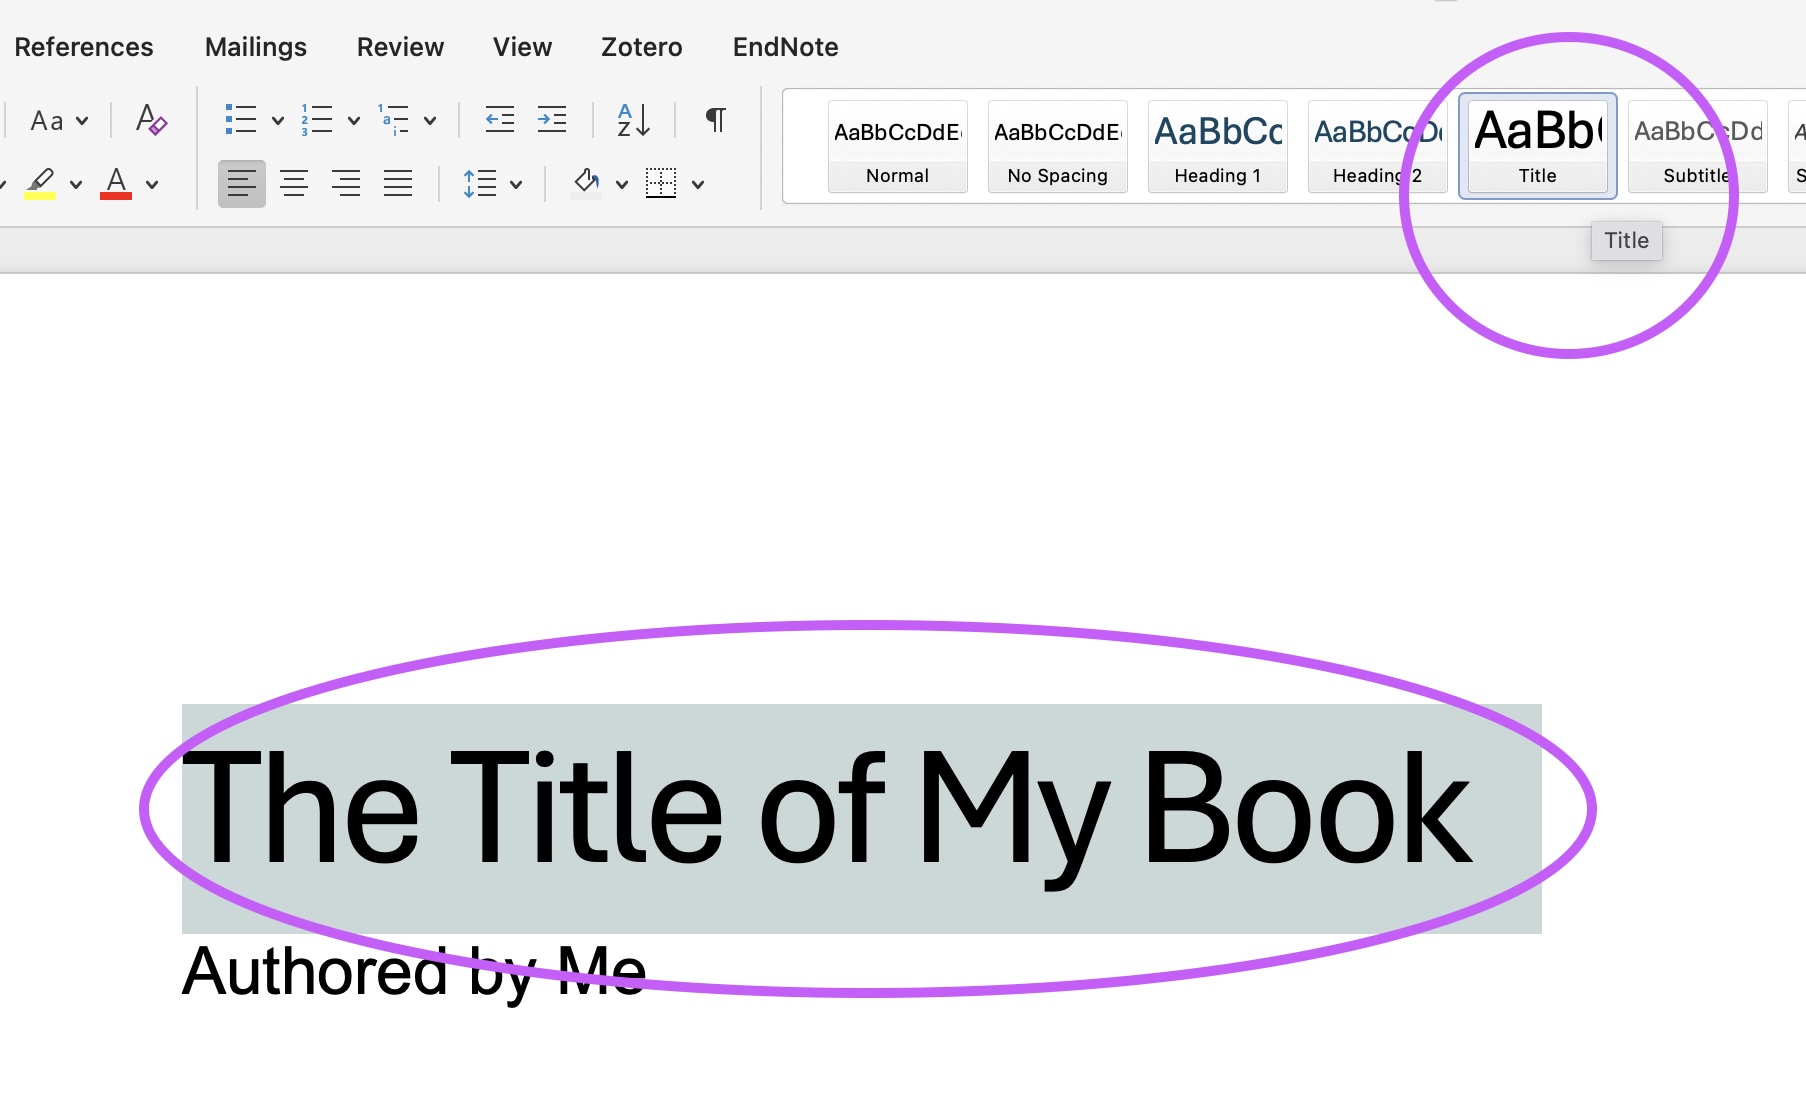 References Mailings Review View Zotero EndNote
Aa A A Z ¶ AaBbCcDdE AaBbCcDdE AaBbCc AaBbCcDd AaBb AaBbCcDd
A Normal No Spacing Heading 1 Heading 2 Title Subtitle
Title
The Title of My Book
Authored by Me